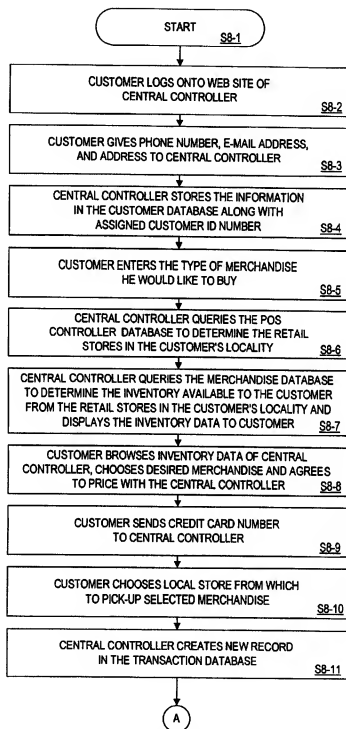 START
S8-1
CUSTOMER LOGS ONTO WEB SITE OF
CENTRAL CONTROLLER
S8-2
CUSTOMER GIVES PHONE NUMBER, E-MAIL ADDRESS,
AND ADDRESS TO CENTRAL CONTROLLER
S8-3
CENTRAL CONTROLLER STORES THE INFORMATION
IN THE CUSTOMER DATABASE ALONG WITH
ASSIGNED CUSTOMER ID NUMBER
S8-4
CUSTOMER ENTERS THE TYPE OF MERCHANDISE
HE WOULD LIKE TO BUY
S8-5
CENTRAL CONTROLLER QUERIES THE POS
CONTROLLER DATABASE TO DETERMINE THE RETAIL
STORES IN THE CUSTOMER'S LOCALITY
S8-6
CENTRAL CONTROLLER QUERIES THE MERCHANDISE DATABASE
TO DETERMINE THE INVENTORY AVAILABLE TO THE CUSTOMER
FROM THE RETAIL STORES IN THE CUSTOMER'S LOCALITY AND
DISPLAYS THE INVENTORY DATA TO CUSTOMER
S8-7
CUSTOMER BROWSES INVENTORY DATA OF CENTRAL
CONTROLLER, CHOOSES DESIRED MERCHANDISE AND AGREES
TO PRICE WITH THE CENTRAL CONTROLLER
S8-8
CUSTOMER SENDS CREDIT CARD NUMBER
TO CENTRAL CONTROLLER
S8-9
CUSTOMER CHOOSES LOCAL STORE FROM WHICH
TO PICK-UP SELECTED MERCHANDISE
S8-10
CENTRAL CONTROLLER CREATES NEW RECORD
IN THE TRANSACTION DATABASE
S8-11
A